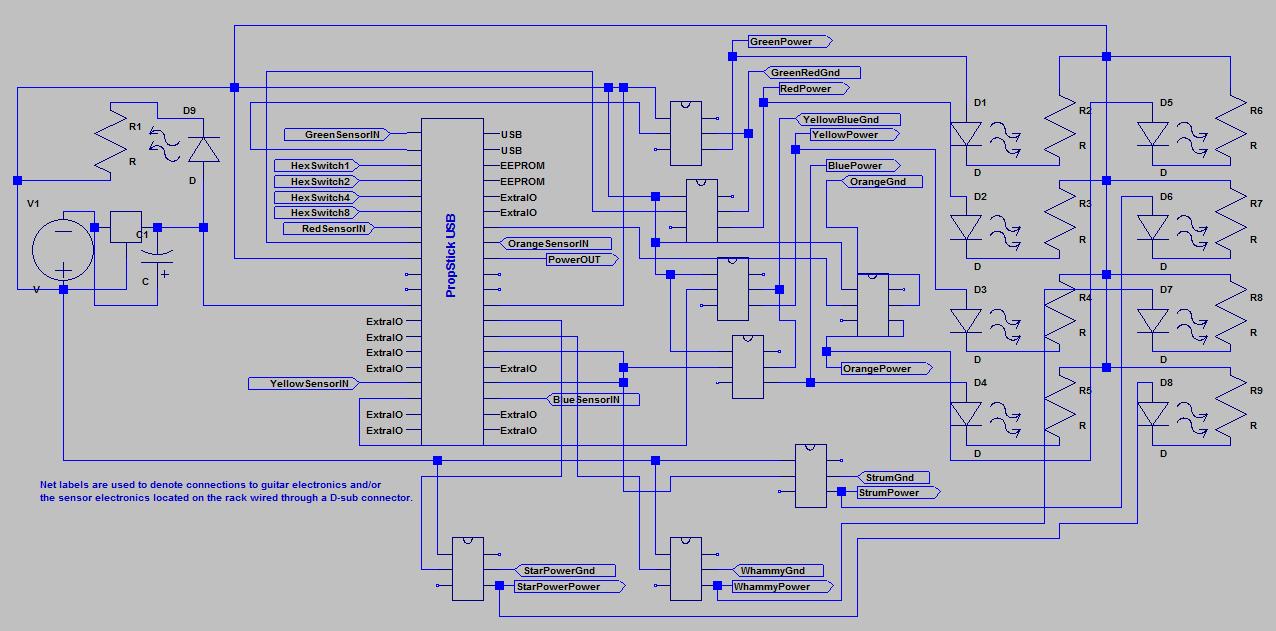 GreenPower
GreenRedGnd
RedPower
YellowBlueGnd
YellowPower
BluePower
OrangeGnd
D9
R1
R
D
V1
C1
C
V
GreenSensorIN
HexSwitch1
HexSwitch2
HexSwitch4
HexSwitch8
RedSensorIN
PropStick USB
USB
USB
EEPROM
EEPROM
ExtraIO
ExtraIO
OrangeSensorIN
PowerOUT
ExtraIO
ExtraIO
ExtraIO
ExtraIO
YellowSensorIN
ExtraIO
ExtraIO
ExtraIO
BlueSensorIN
ExtraIO
ExtraIO
OrangePower
D1
D
R2
R
D5
D
R6
R
D2
D
R3
R
D6
D
R7
R
D3
D
R4
R
D7
D
R8
R
D4
D
R5
R
D8
D
R9
R
StrumGnd
StrumPower
Net labels are used to denote connections to guitar electronics and/or
the sensor electronics located on the rack wired through a D-sub connector.
StarPowerGnd
StarPowerPower
WhammyGnd
WhammyPower